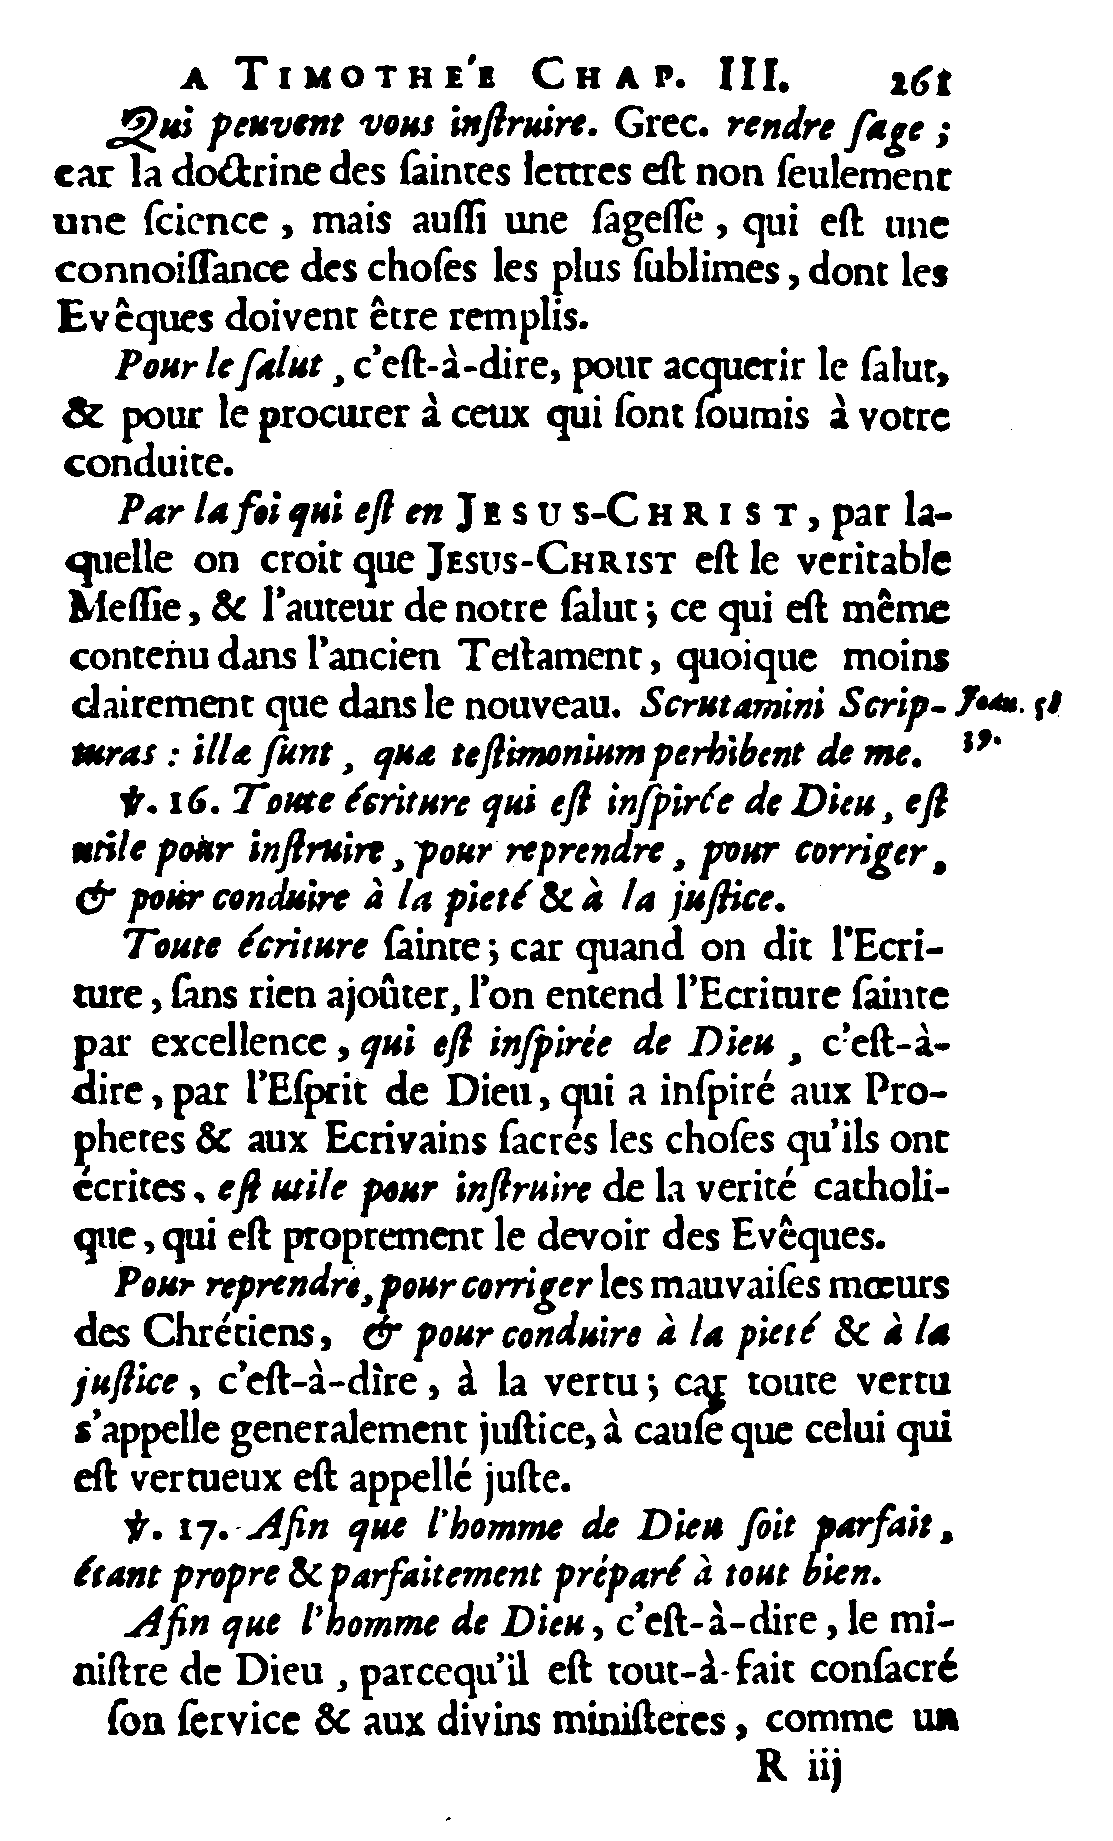 A TIMOTHE'E CHAP. III. 261
Qui peuvent vous inſtruire. Grec. rendre ſage ;
car la doctrine des ſaintes lettres eſt non ſeulement
une ſcience , mais auſſi une ſageſſe , qui eſt une
connoiſſance des choſes les plus ſublimes , dont les
Evêques doivent être remplis.
Pour le ſalut , c'eſt-à-dire, pour acquerir le ſalut,
& pour le procurer à ceux qui ſont ſoumis à votre
conduite.
Par la foi qui eſt en JESUS-CHRIST , par la-
quelle on croit que JESUS-CHRIST eſt le veritable
Meſſie , & l'auteur de notre ſalut ; ce qui eſt même
contenu dans l'ancien Teſtament , quoique moins
clairement que dans le nouveau. Scrutamini Scrip- Joan. 5
turas : illæ ſunt , quæ teſtimonium perhibent de me. 39.
℣. 16. Toute écriture qui eſt inſpirée de Dieu , eſt
utile pour inſtruire , pour reprendre , pour corriger ,
& pour conduire à la pieté & à la juſtice.
Toute écriture ſainte ; car quand on dit l'Ecri-
ture , ſans rien ajoûter, l'on entend l'Ecriture ſainte
par excellence , qui eſt inſpirée de Dieu , c'eſt-à-
dire , par l'Eſprit de Dieu , qui a inſpiré aux Pro-
phetes & aux Ecrivains ſacrés les choſes qu'ils ont
écrites , eſt utile pour inſtruire de la verité catholi-
que , qui eſt proprement le devoir des Evêques.
Pour reprendre, pour corriger les mauvaiſes mœurs
des Chrétiens , & pour conduire à la pieté & à la
juſtice , c'eſt-à-dire , à la vertu ; car toute vertu
s'appelle generalement juſtice, à cauſe que celui qui
eſt vertueux eſt appellé juſte.
℣. 17. Afin que l'homme de Dieu ſoit parfait ,
étant propre & parfaitement préparé à tout bien.
Afin que l'homme de Dieu , c'eſt-à-dire , le mi-
niſtre de Dieu , parcequ'il eſt tout-à-fait conſacré
ſon ſervice & aux divins miniſteres , comme un
R iij